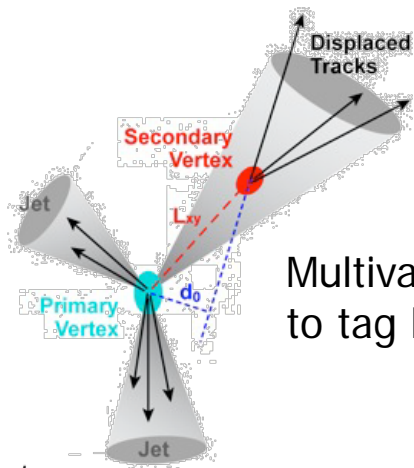 Displaced
Tracks
Secondary
Vertex
Jet
Lxy
d0
Primary
Vertex
Multiva
to tag
Jet